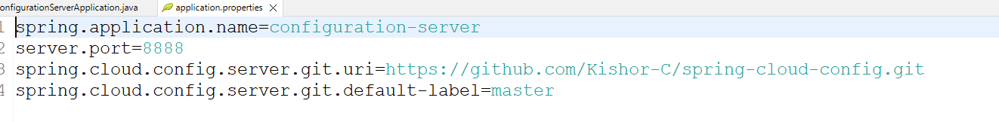 onfigurationServerApplication.java application.properties
1 spring.application.name=configuration-server
2 server.port=8888
3 spring.cloud.config.server.git.uri=https://github.com/Kishor-C/spring-cloud-config.git
4 spring.cloud.config.server.git.default-label=master